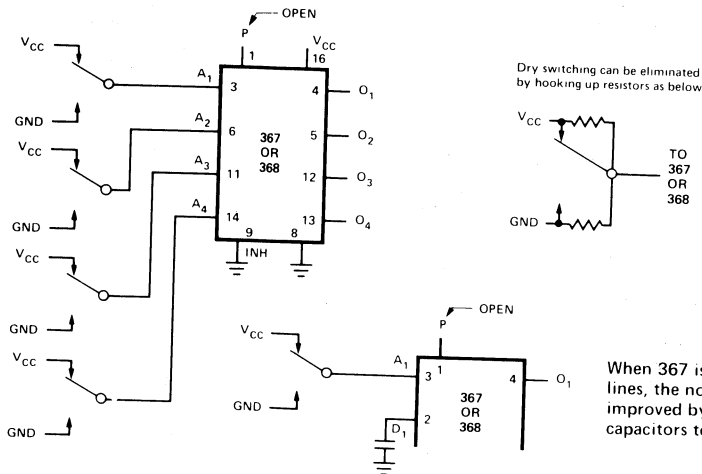 OPEN
P
1
VCC
16
VCC
A1
3
4
O1
GND
VCC
A2
6
5
O2
367
OR
368
A3
11
12
O3
GND
A4
14
13
O4
9
8
INH
VCC
GND
VCC
GND
Dry switching can be eliminated
by hooking up resistors as below
VCC
GND
TO
367
OR
368
OPEN
P
1
VCC
A1
3
4
O1
GND
D1
2
367
OR
368
When 367 is
lines, the no
improved by
capacitors t